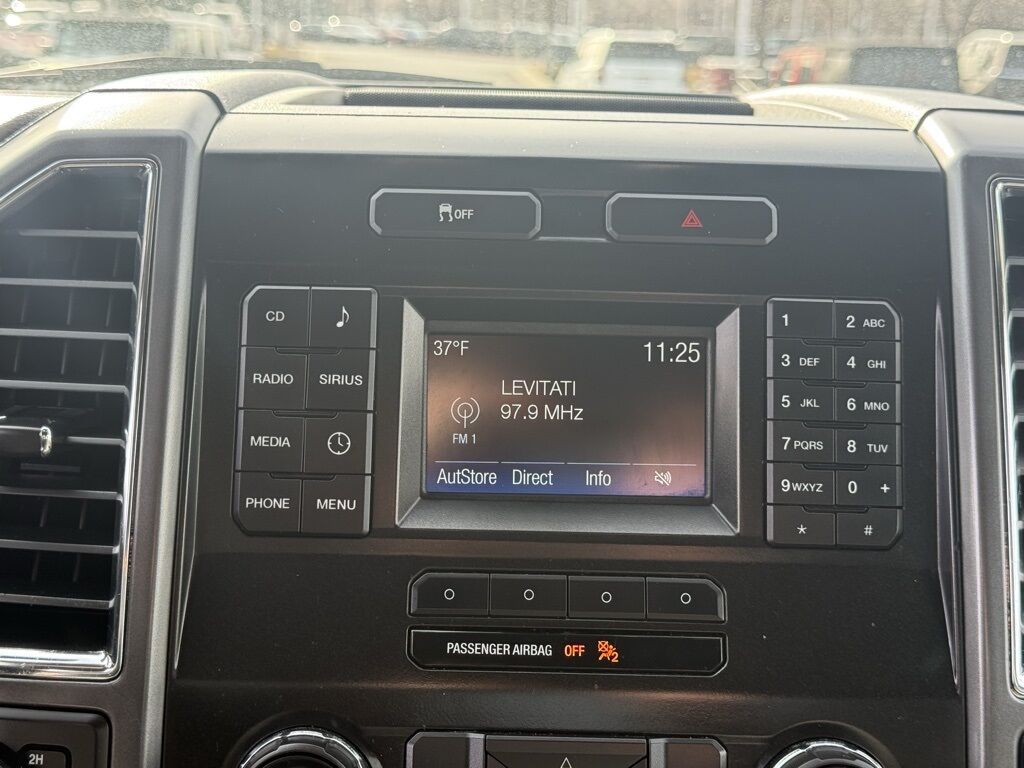 OFF
CD
RADIO SIRIUS
MEDIA
PHONE MENU
37°F 11:25
LEVITATI
97.9 MHz
FM 1
AutStore Direct Info
1 2 ABC
3 DEF 4 GHI
5 JKL 6 MNO
7 PQRS 8 TUV
9 WXYZ 0 +
* #
PASSENGER AIRBAG OFF 2
2H